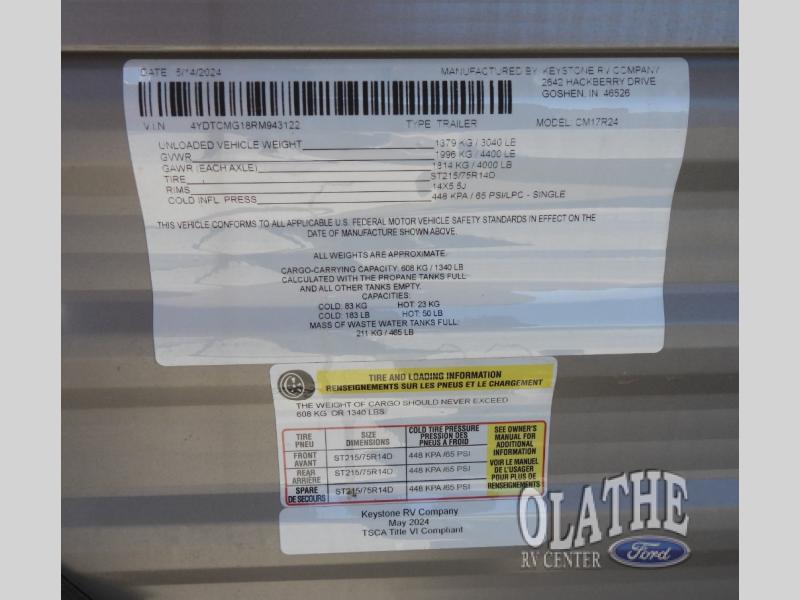 DATE: 5/14/2024 MANUFACTURED BY: KEYSTONE RV COMPANY
2642 HACKBERRY DRIVE
GOSHEN, IN 46526
V.I.N 4YDTCMG18RM943122 TYPE: TRAILER MODEL: CM17R24
UNLOADED VEHICLE WEIGHT 1379 KG / 3040 LB
GVWR 1996 KG / 4400 LB
GAWR (EACH AXLE) 1814 KG / 4000 LB
TIRE ST215/75R14D
RIMS 14X5.5J
COLD INFL. PRESS 448 KPA / 65 PSI/LPC - SINGLE
THIS VEHICLE CONFORMS TO ALL APPLICABLE U.S. FEDERAL MOTOR VEHICLE SAFETY STANDARDS IN EFFECT ON THE
DATE OF MANUFACTURE SHOWN ABOVE.
ALL WEIGHTS ARE APPROXIMATE.
CARGO-CARRYING CAPACITY: 608 KG / 1340 LB
CALCULATED WITH THE PROPANE TANKS FULL
AND ALL OTHER TANKS EMPTY.
CAPACITIES:
COLD: 83 KG HOT: 23 KG
COLD: 183 LB HOT: 50 LB
MASS OF WASTE WATER TANKS FULL:
211 KG / 465 LB
TIRE AND LOADING INFORMATION
RENSEIGNEMENTS SUR LES PNEUS ET LE CHARGEMENT
THE WEIGHT OF CARGO SHOULD NEVER EXCEED
608 KG OR 1340 LBS.
TIRE
PNEU
SIZE
DIMENSIONS
COLD TIRE PRESSURE
PRESSION DES
PNEUS À FROID
FRONT
AVANT
ST215/75R14D
448 KPA /65 PSI
REAR
ARRIÈRE
ST215/75R14D
448 KPA /65 PSI
SPARE
DE SECOURS
ST215/75R14D
448 KPA /65 PSI
SEE OWNER'S
MANUAL FOR
ADDITIONAL
INFORMATION
VOIR LE MANUEL
DE L'USAGER
POUR PLUS DE
RENSEIGNEMENTS
Keystone RV Company
May 2024
TSCA Title VI Compliant
OLATHE
RV CENTER
Ford